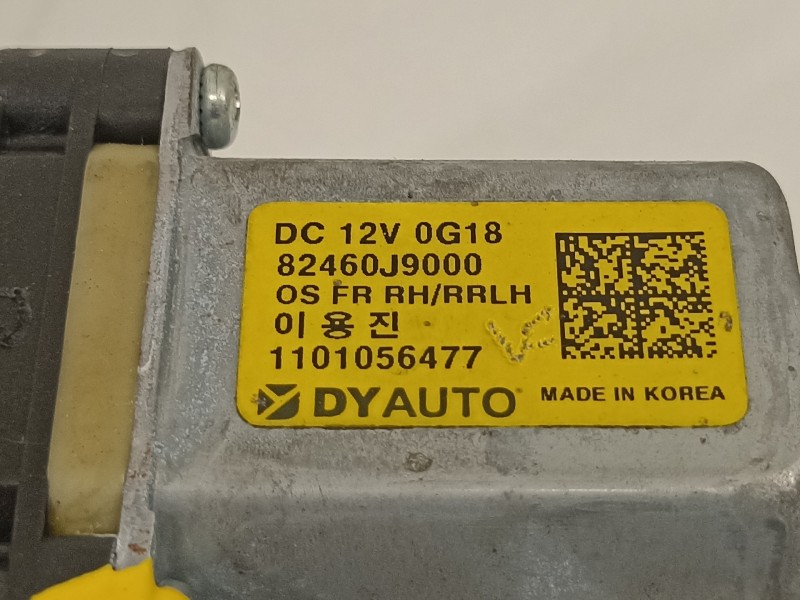 DC 12V 0G18
82460J9000
OS FR RH/RRLH
이 용 진
1101056477
DYAUTO MADE IN KOREA